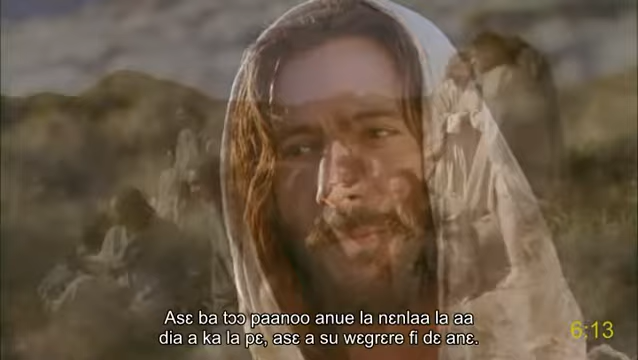 Asɛ ba tɔɔ paanoo anue la nɛnlaa la aa
dia a ka la pɛ, asɛ a su wɛgrɛrɛ fi dɛ anɛ.
6:13